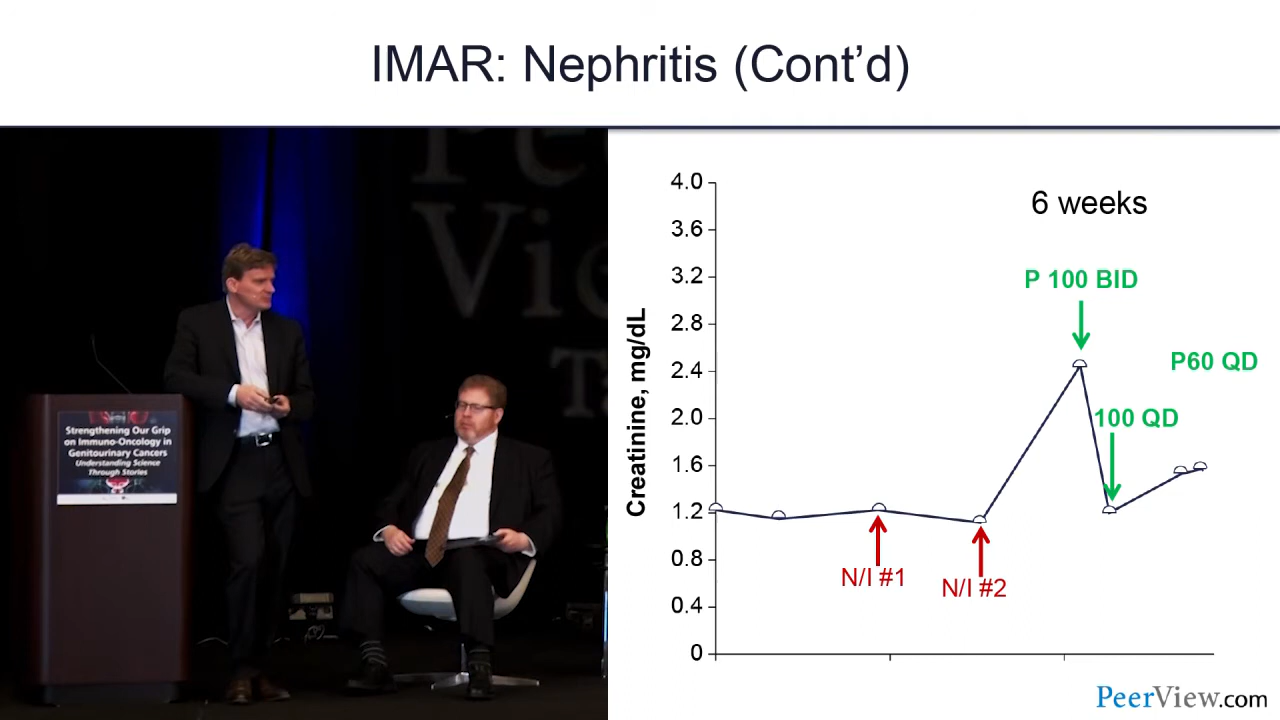 IMAR: Nephritis (Cont’d)
Strengthening Our Grip
on Immuno-Oncology in
Genitourinary Cancers
Understanding Science
Through Stories
Creatinine, mg/dL
4.0
3.6
3.2
2.8
2.4
2.0
1.6
1.2
0.8
0.4
0
6 weeks
P 100 BID
P60 QD
100 QD
N/I #1
N/I #2
PeerView.com